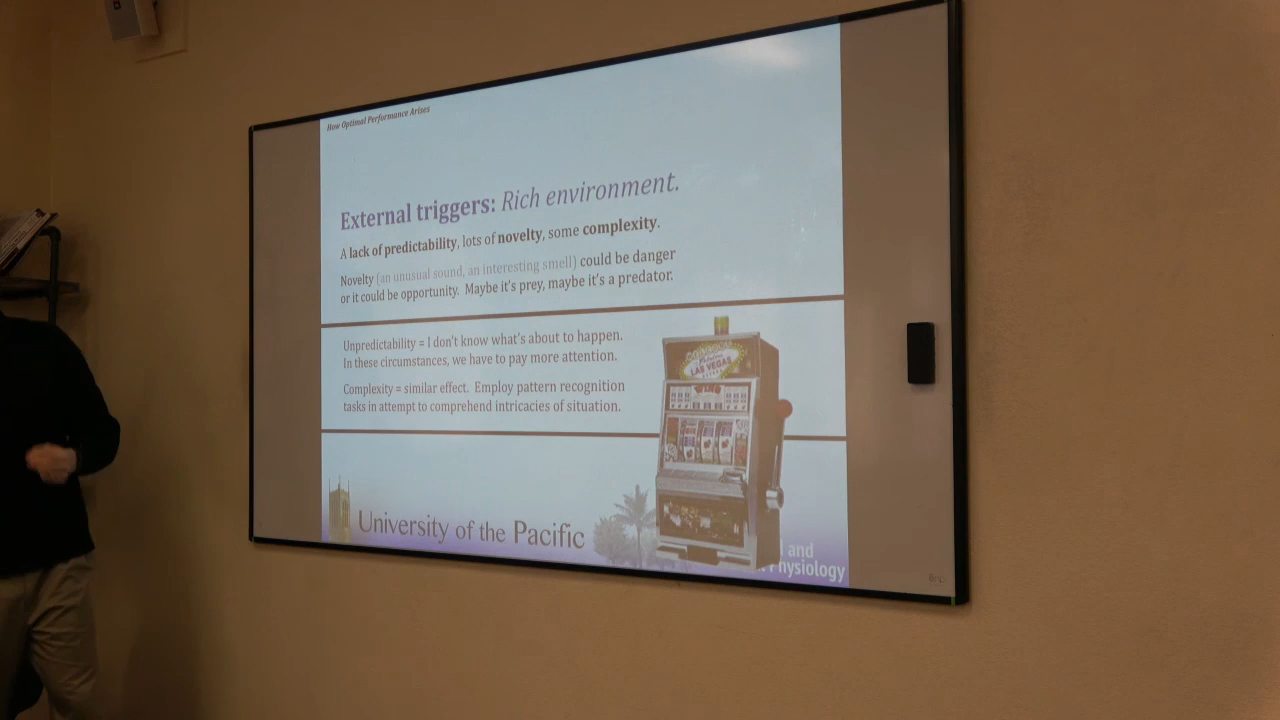 How Optimal Performance Arises
External triggers: Rich environment.
A lack of predictability, lots of novelty, some complexity.
Novelty (an unusual sound, an interesting smell) could be danger
or it could be opportunity. Maybe it's prey, maybe it's a predator.
Unpredictability = I don't know what's about to happen.
In these circumstances, we have to pay more attention.
Complexity = similar effect. Employ pattern recognition
tasks in attempt to comprehend intricacies of situation.
Fabulous
LAS VEGAS
University of the Pacific
and
Physiology